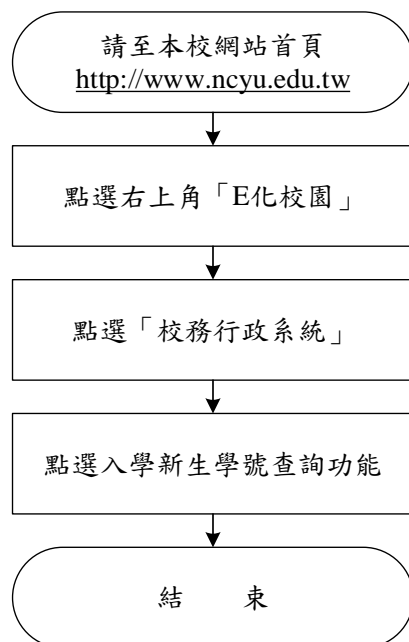 請至本校網站首頁
http://www.ncyu.edu.tw
點選右上角「E化校園」
點選「校務行政系統」
點選入學新生學號查詢功能
結　　束